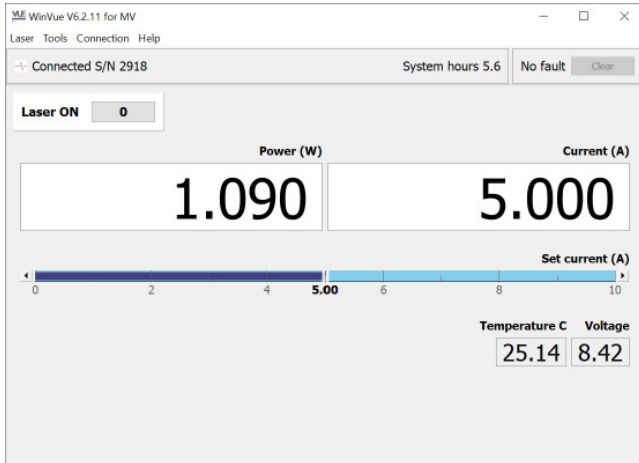 VUE WinVue V6.2.11 for MV
Laser Tools Connection Help
Connected S/N 2918 System hours 5.6 No fault Clear
Laser ON 0
Power (W) Current (A)
1.090 5.000
Set current (A)
0 2 4 5.00 6 8 10
Temperature C Voltage
25.14 8.42